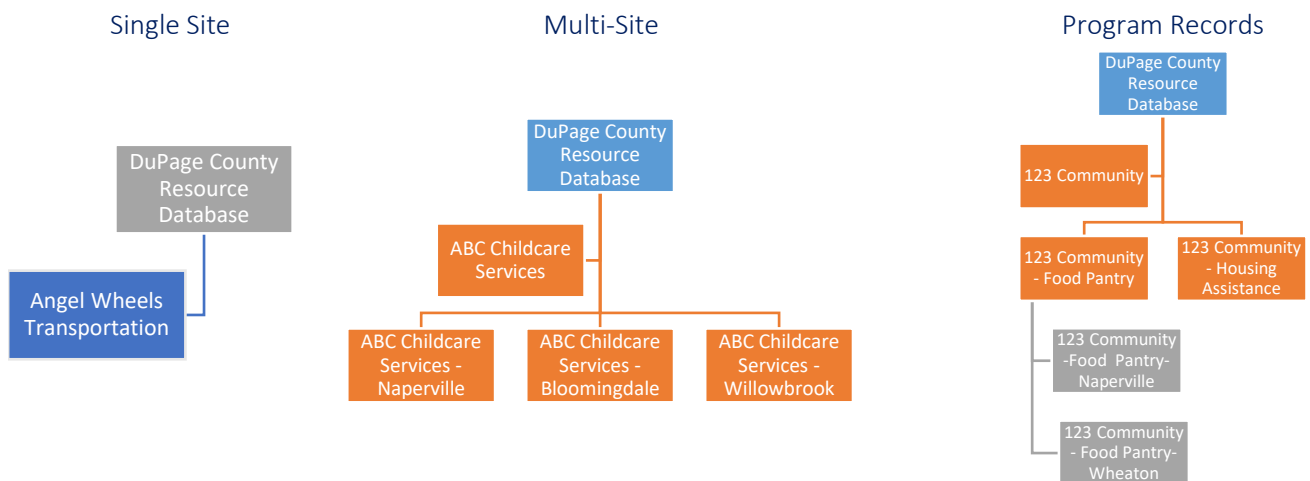 Single Site
DuPage County
Resource
Database
Angel Wheels
Transportation
Multi-Site
DuPage County
Resource
Database
ABC Childcare
Services
ABC Childcare
Services -
Naperville
ABC Childcare
Services -
Bloomingdale
ABC Childcare
Services -
Willowbrook
Program Records
DuPage County
Resource
Database
123 Community
123 Community
- Food Pantry
123 Community
- Housing
Assistance
123 Community
-Food Pantry-
Naperville
123 Community
- Food Pantry-
Wheaton